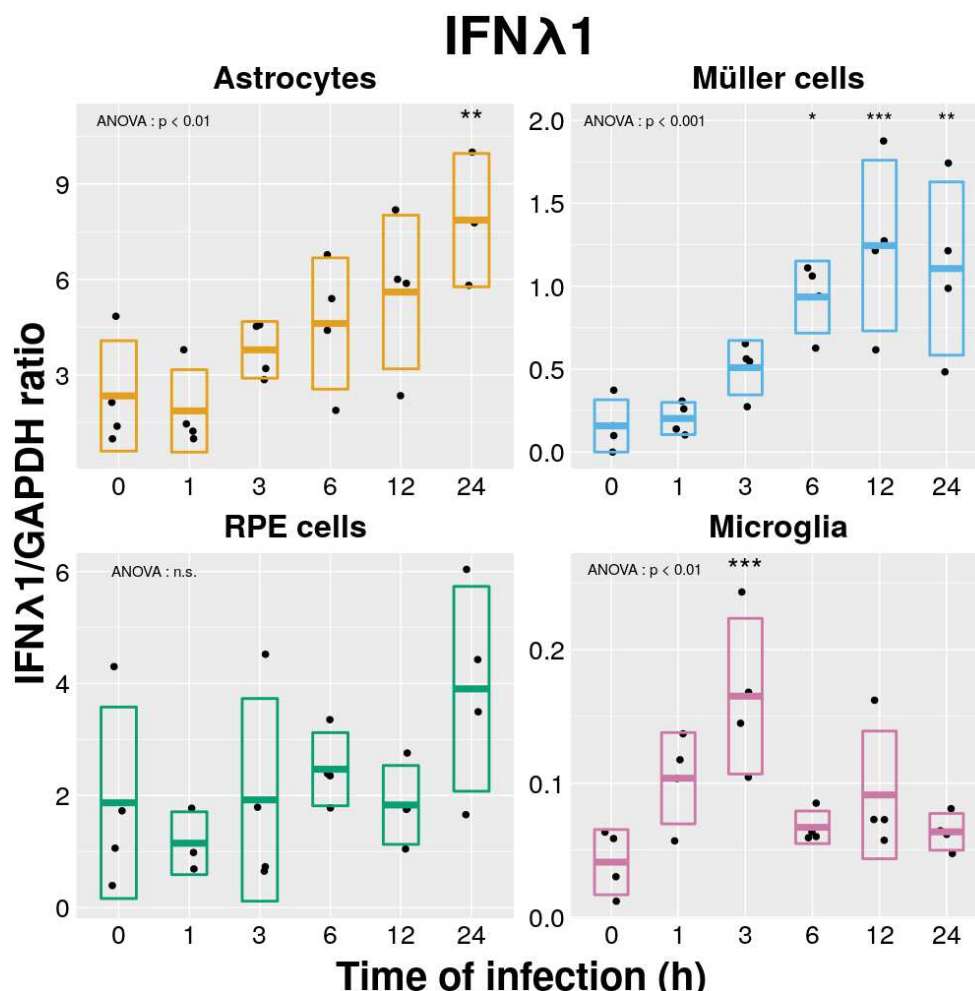 IFNλ1
Astrocytes
Müller cells
IFNλ1/GAPDH ratio
ANOVA : p < 0.01
**
9
6
3
0 1 3 6 12 24
ANOVA : p < 0.001
* *** **
2.0
1.5
1.0
0.5
0.0
0 1 3 6 12 24
RPE cells
Microglia
ANOVA : n.s.
6
4
2
0
0 1 3 6 12 24
ANOVA : p < 0.01
***
0.2
0.1
0.0
0 1 3 6 12 24
Time of infection (h)